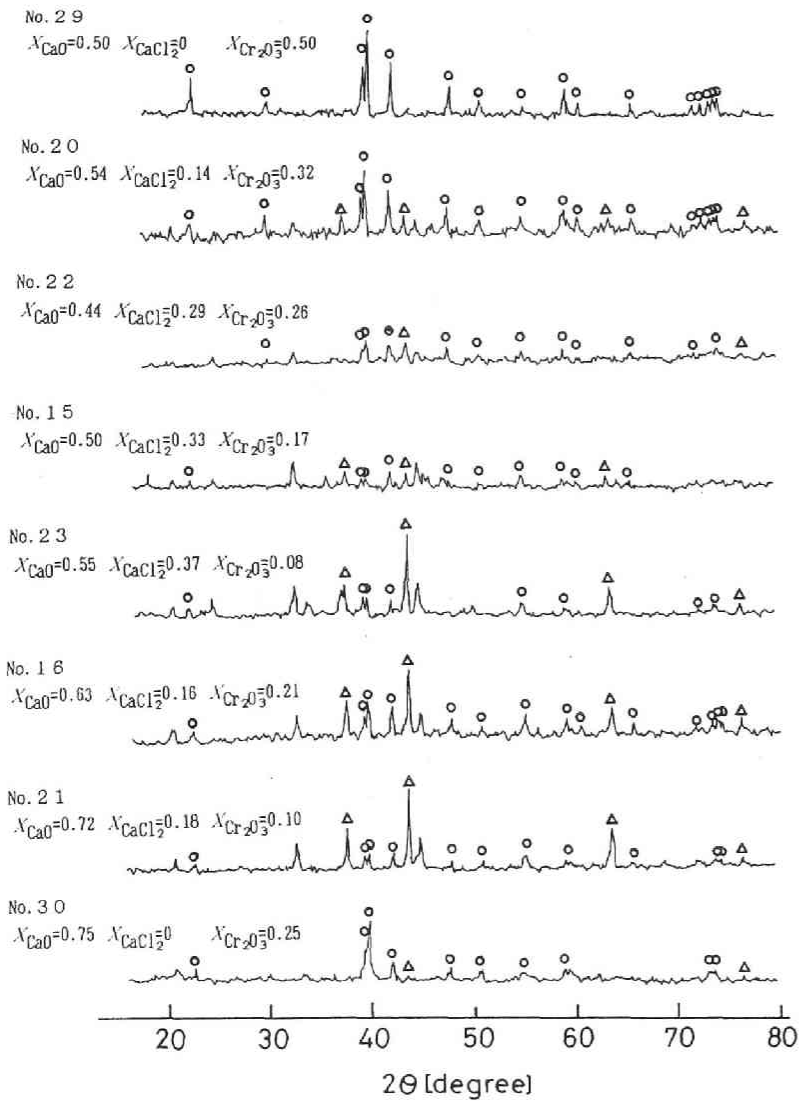 No.29
XCaO=0.50 XCaCl2=0 XCr2O3=0.50
No.20
XCaO=0.54 XCaCl2=0.14 XCr2O3=0.32
No.22
XCaO=0.44 XCaCl2=0.29 XCr2O3=0.26
No.15
XCaO=0.50 XCaCl2=0.33 XCr2O3=0.17
No.23
XCaO=0.55 XCaCl2=0.37 XCr2O3=0.08
No.16
XCaO=0.63 XCaCl2=0.16 XCr2O3=0.21
No.21
XCaO=0.72 XCaCl2=0.18 XCr2O3=0.10
No.30
XCaO=0.75 XCaCl2=0 XCr2O3=0.25
20 30 40 50 60 70 80
2Θ [degree]